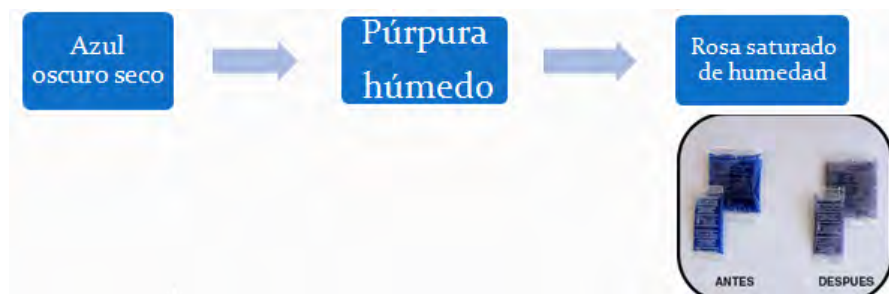 Azul
oscuro seco
Púrpura
húmedo
Rosa saturado
de humedad
ANTES
DESPUES